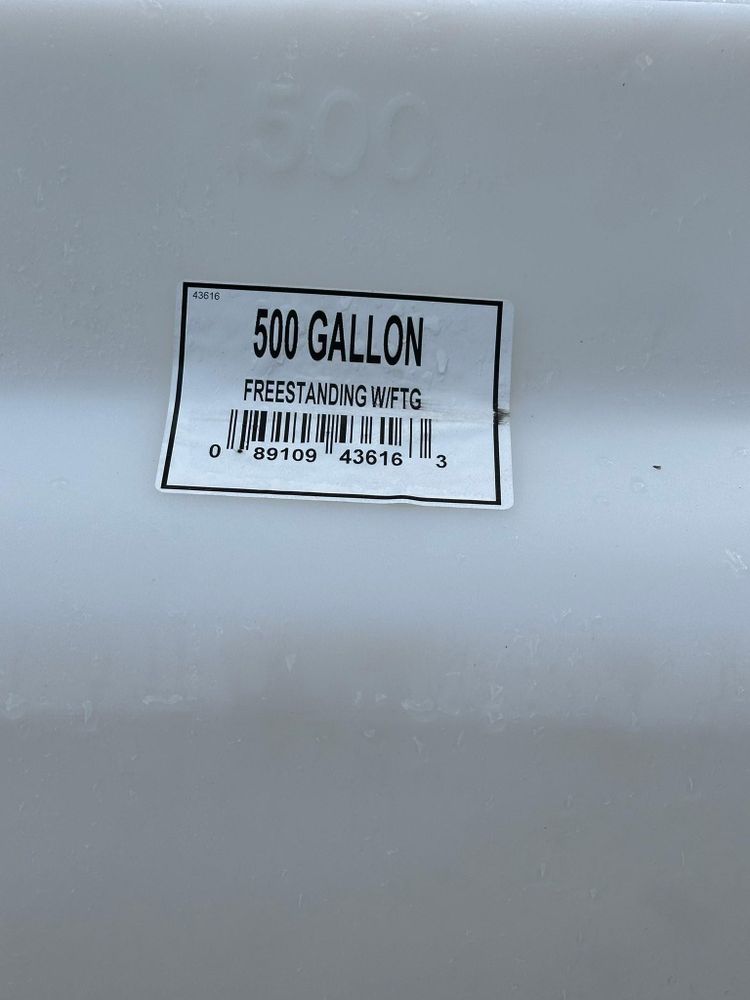 500
43616
500 GALLON
FREESTANDING W/FTG
0 89109 43616 3